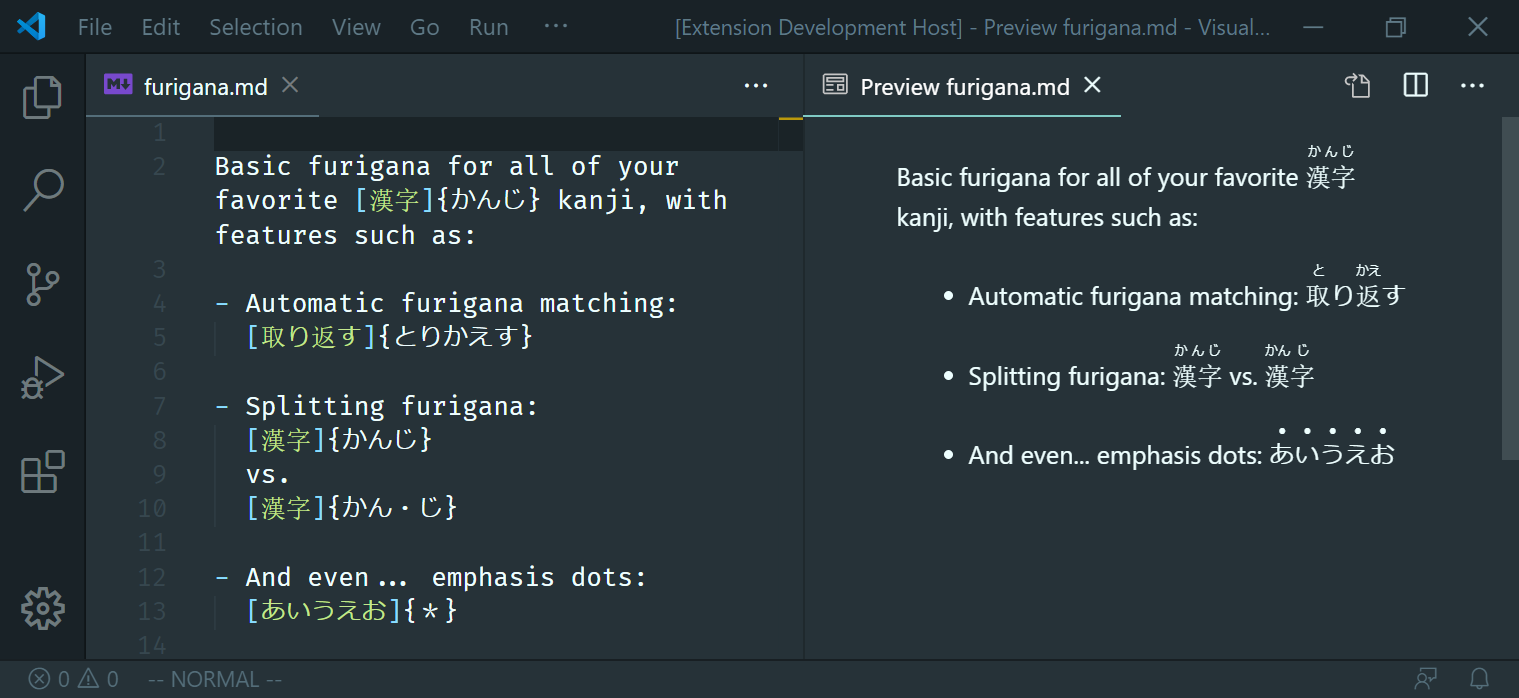 File Edit Selection View Go Run ··· [Extension Development Host] - Preview furigana.md - Visual...
furigana.md
Preview furigana.md
1
2 Basic furigana for all of your
favorite [漢字]{かんじ} kanji, with
features such as:
3
4 - Automatic furigana matching:
5 [取り返す]{とりかえす}
6
7 - Splitting furigana:
8 [漢字]{かんじ}
9 vs.
10 [漢字]{かん・じ}
11
12 - And even... emphasis dots:
13 [あいうえお]{*}
14
かんじ
Basic furigana for all of your favorite 漢字
kanji, with features such as:
と かえ
• Automatic furigana matching: 取り返す
かんじ かんじ
• Splitting furigana: 漢字 vs. 漢字
• And even... emphasis dots: あいうえお
0 0 -- NORMAL --